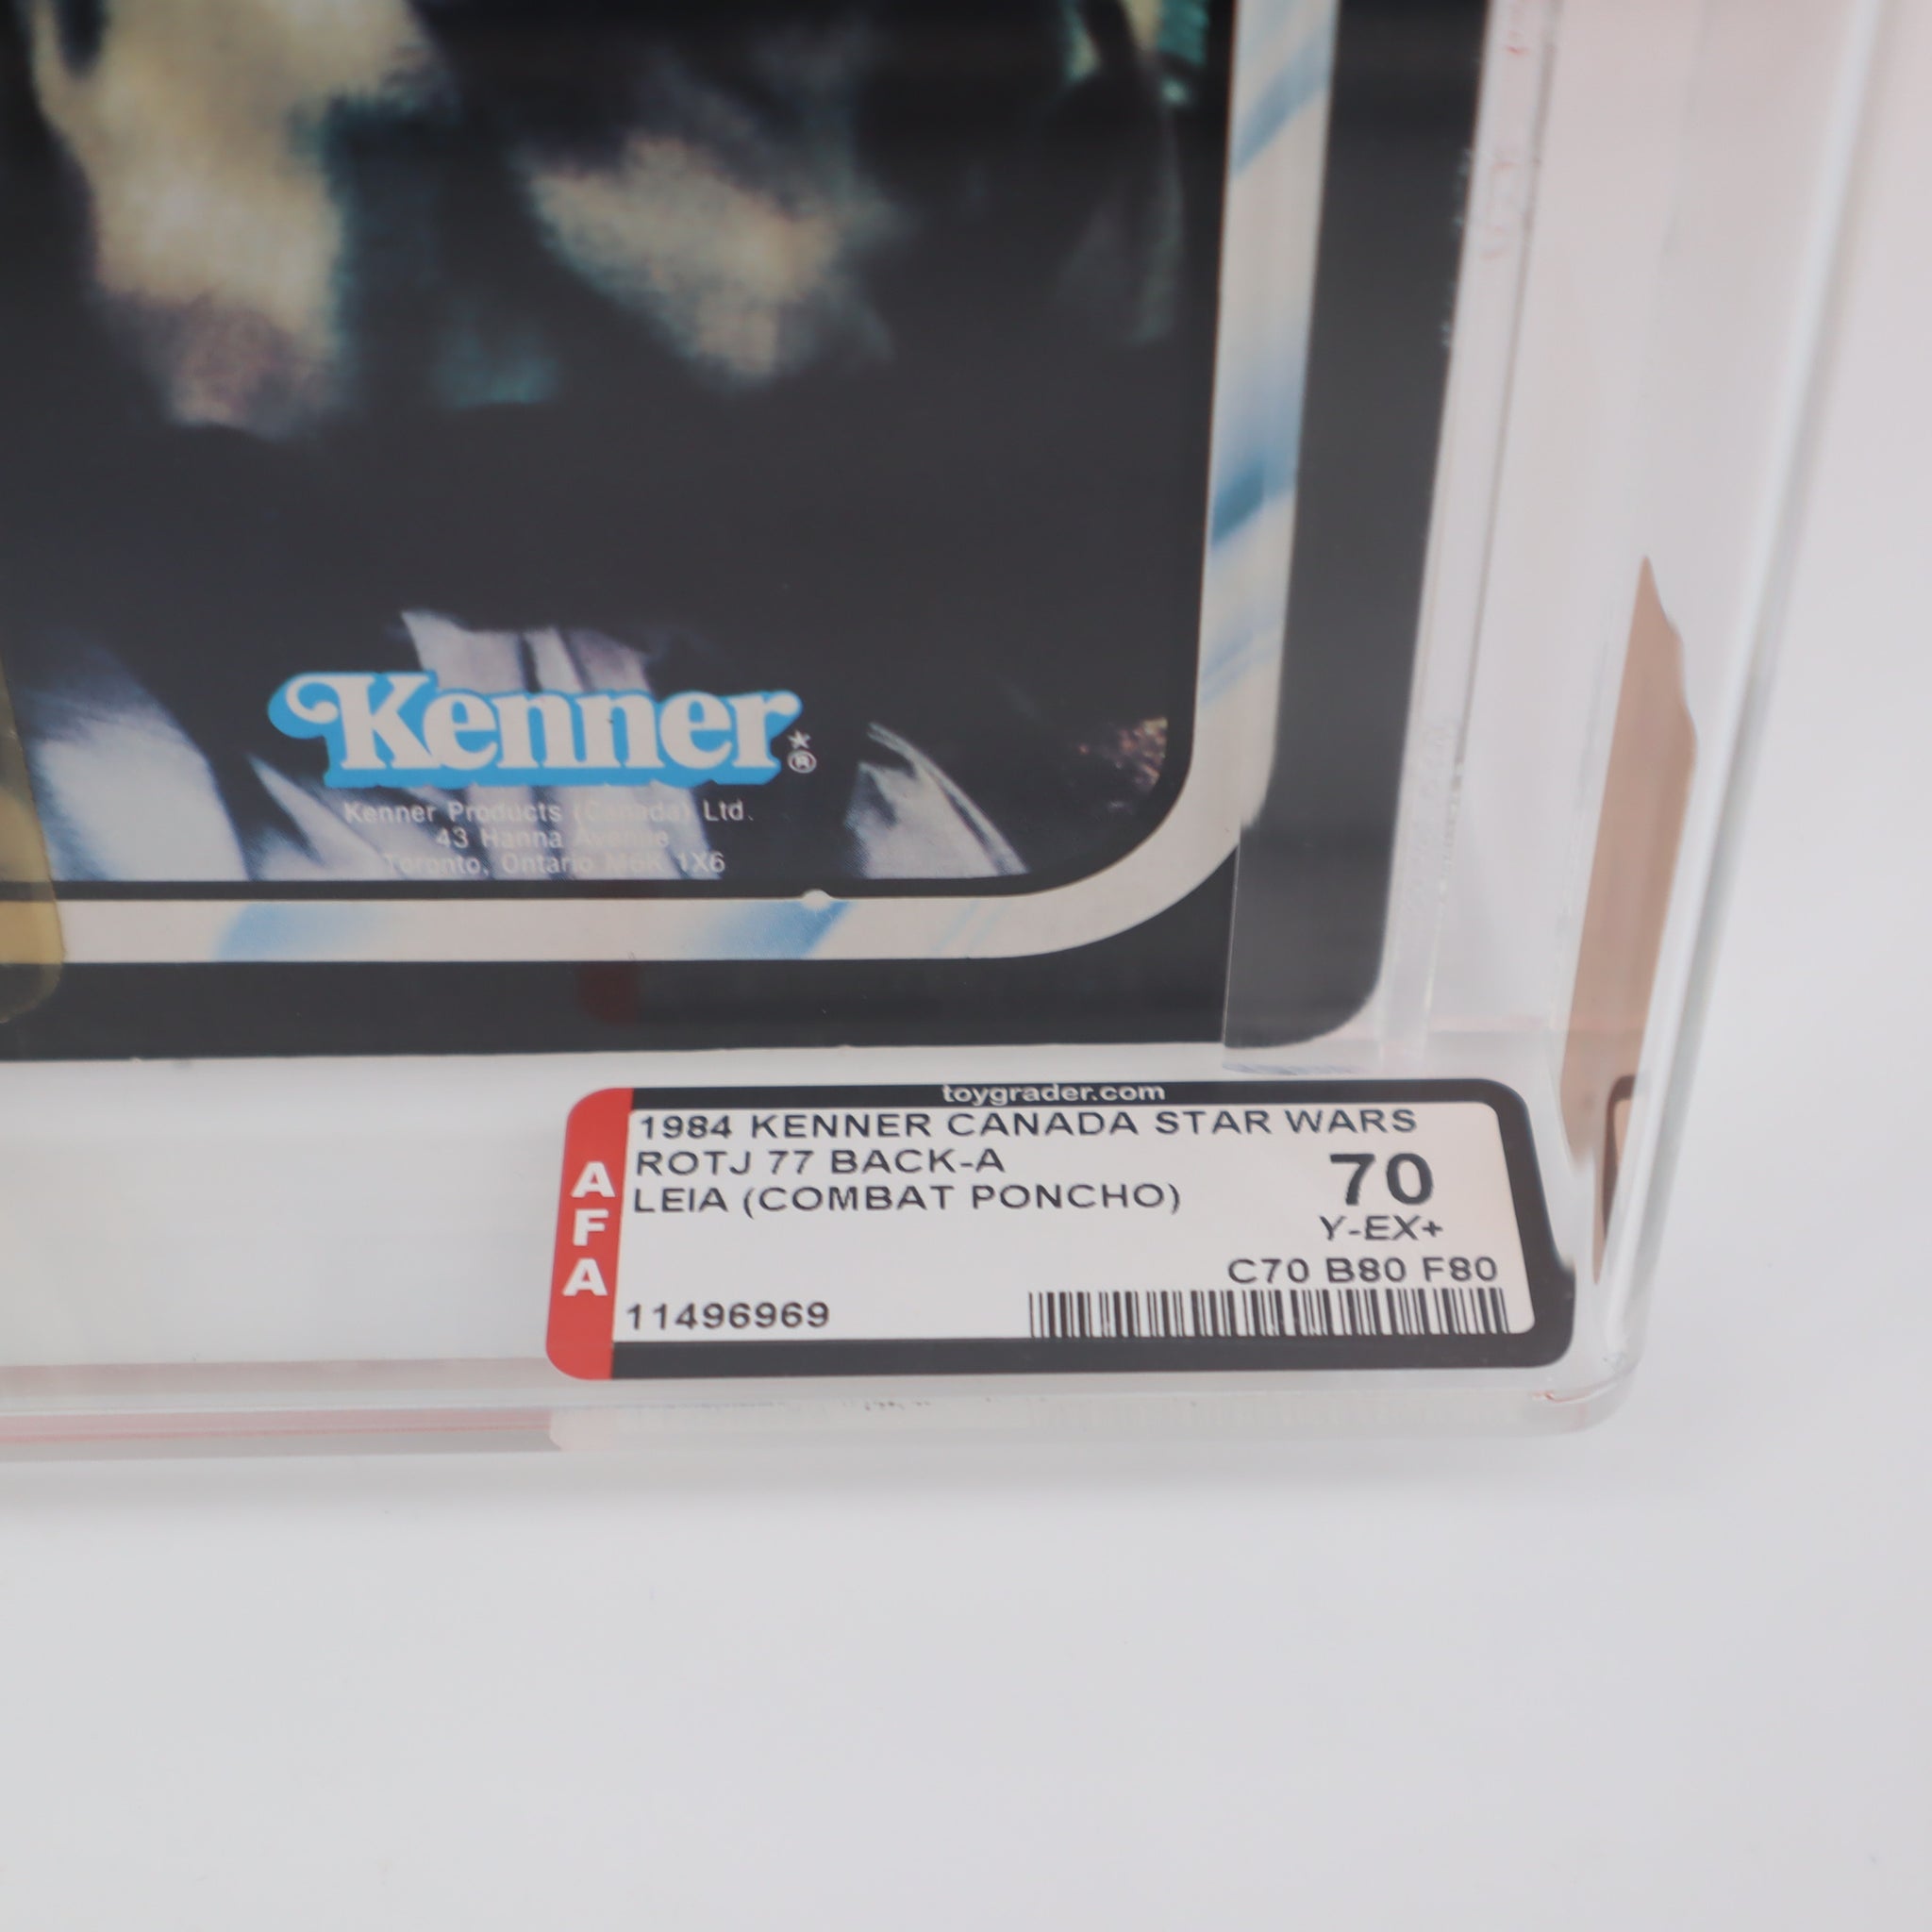 Kenner
Kenner Products (Canada) Ltd.
43 Hanna Avenue
Toronto, Ontario M6K 1X6
toygrader.com
AFA
1984 KENNER CANADA STAR WARS
ROTJ 77 BACK-A
LEIA (COMBAT PONCHO)
70
Y-EX+
C70 B80 F80
11496969